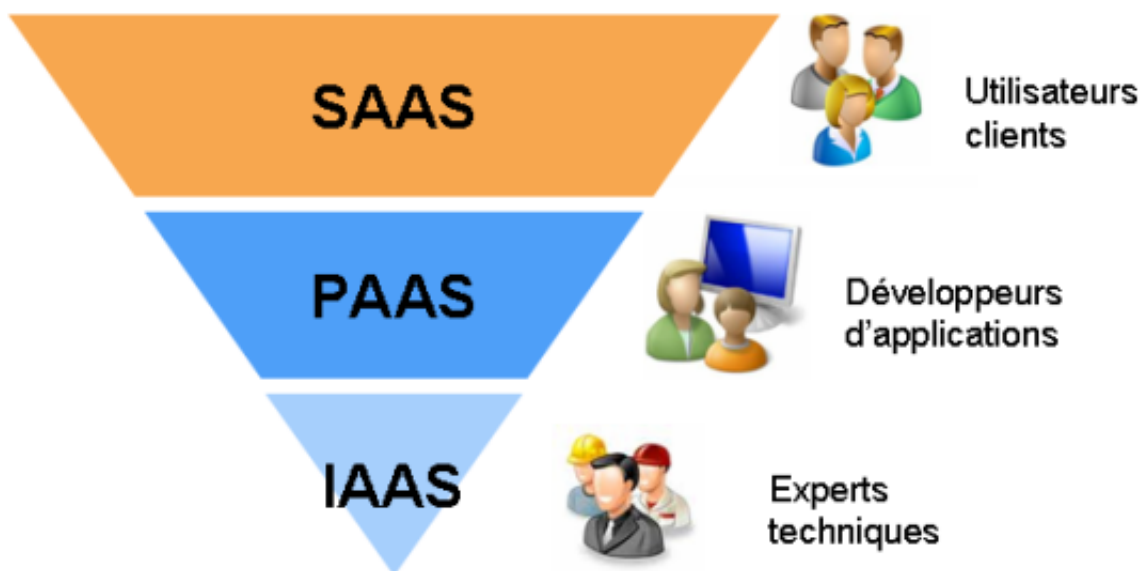 SAAS
Utilisateurs
clients
PAAS
Développeurs
d'applications
IAAS
Experts
techniques